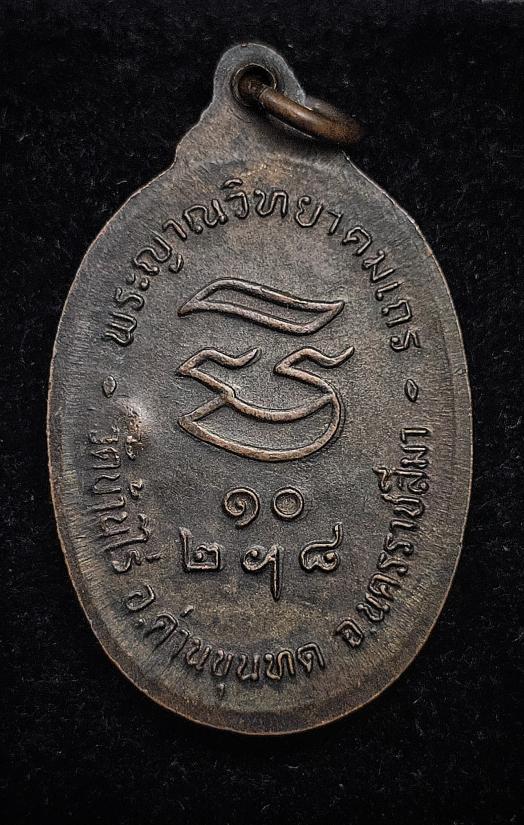 พระญาณวิทยาคมเถร
๑๐
๒ ๗ ๘
วัดบ้านไร่ อ.ด่านขุนทด จ.นครราชสีมา